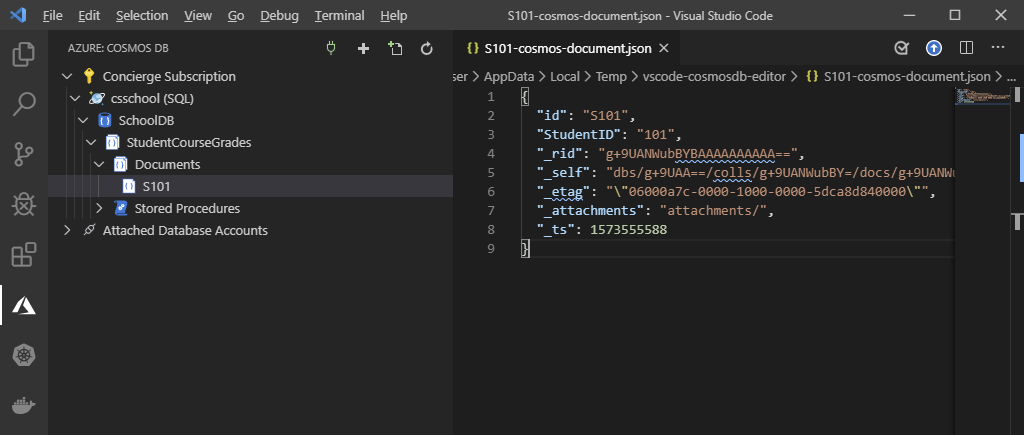 File Edit Selection View Go Debug Terminal Help S101-cosmos-document.json - Visual Studio Code
AZURE: COSMOS DB
Concierge Subscription
csschool (SQL)
SchoolDB
StudentCourseGrades
Documents
S101
Stored Procedures
Attached Database Accounts
{} S101-cosmos-document.json
ser > AppData > Local > Temp > vscode-cosmosdb-editor > {} S101-cosmos-document.json > ...
1 {
2 "id": "S101",
3 "StudentID": "101",
4 "_rid": "g+9UANWubBYBAAAAAAAAAA==",
5 "_self": "dbs/g+9UAA==/colls/g+9UANWubBY=/docs/g+9UANWu
6 "_etag": "\"06000a7c-0000-1000-0000-5dca8d840000\"",
7 "_attachments": "attachments/",
8 "_ts": 1573555588
9 }